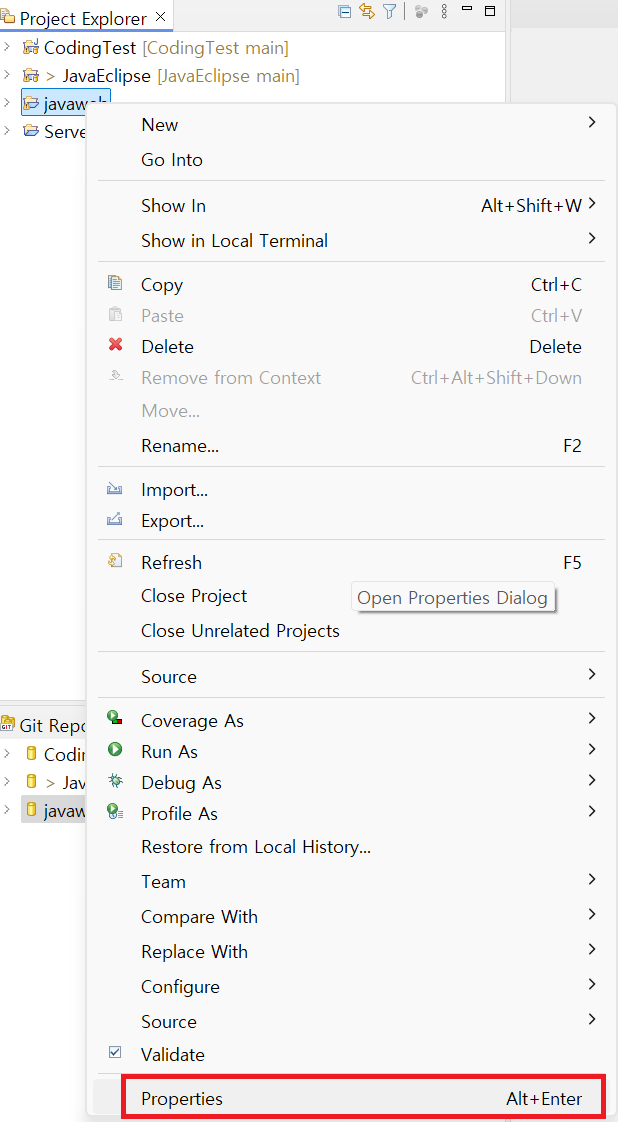 Project Explorer
CodingTest [CodingTest main]
> JavaEclipse [JavaEclipse main]
javaweb
Serve
New
Go Into
Show In Alt+Shift+W
Show in Local Terminal
Copy Ctrl+C
Paste Ctrl+V
Delete Delete
Remove from Context Ctrl+Alt+Shift+Down
Move...
Rename... F2
Import...
Export...
Refresh F5
Close Project
Open Properties Dialog
Close Unrelated Projects
Source
Git Repo
Coverage As
Codin
Run As
> Jav
Debug As
javaw
Profile As
Restore from Local History...
Team
Compare With
Replace With
Configure
Source
Validate
Properties Alt+Enter